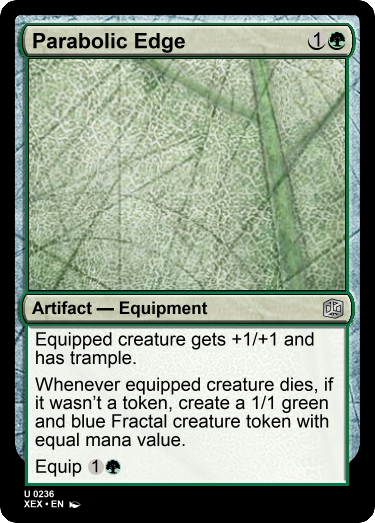 Parabolic Edge 1
Artifact — Equipment
Equipped creature gets +1/+1 and
has trample.
Whenever equipped creature dies, if
it wasn't a token, create a 1/1 green
and blue Fractal creature token with
equal mana value.
Equip 1
U 0236
XEX • EN